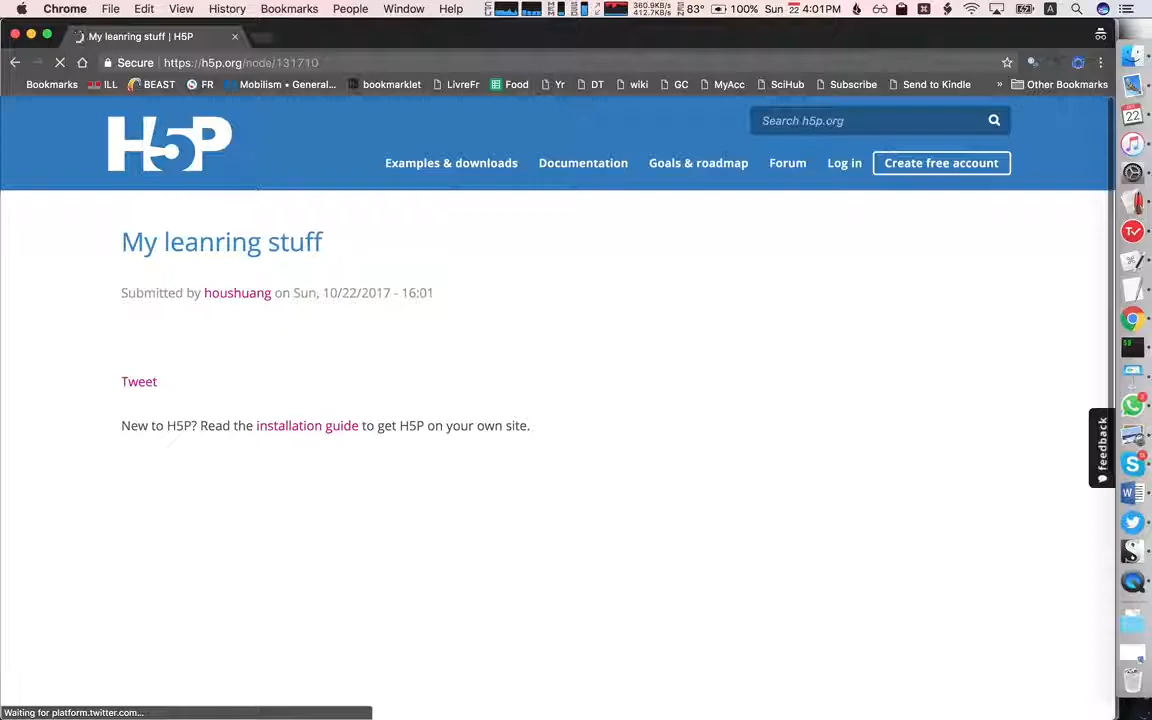 Chrome File Edit View History Bookmarks People Window Help 360.9KB/s 412.7KB/s 83° 100% Sun 22 4:01PM A
My leanring stuff | H5P
Secure https://h5p.org/node/131710
Bookmarks ILL BEAST FR Mobilism • General... bookmarklet LivreFr Food Yr DT wiki GC MyAcc SciHub Subscribe Send to Kindle » Other Bookmarks
H5P
Search h5p.org
Examples & downloads Documentation Goals & roadmap Forum Log in Create free account
My leanring stuff
Submitted by houshuang on Sun, 10/22/2017 - 16:01
Tweet
New to H5P? Read the installation guide to get H5P on your own site.
feedback
Waiting for platform.twitter.com...